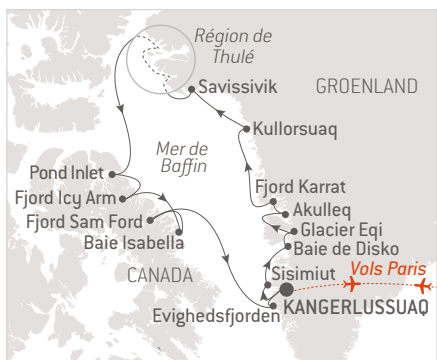 Région de
Thulé
Savissivik
GROENLAND
Kullorsuaq
Mer de
Baffin
Pond Inlet
Fjord Karrat
Fjord Icy Arm
Akulleq
Fjord Sam Ford
Glacier Eqi
Baie Isabella
Baie de Disko
Vols Paris
CANADA
Sisimiut
Evighedsfjorden
KANGERLUSSUAQ